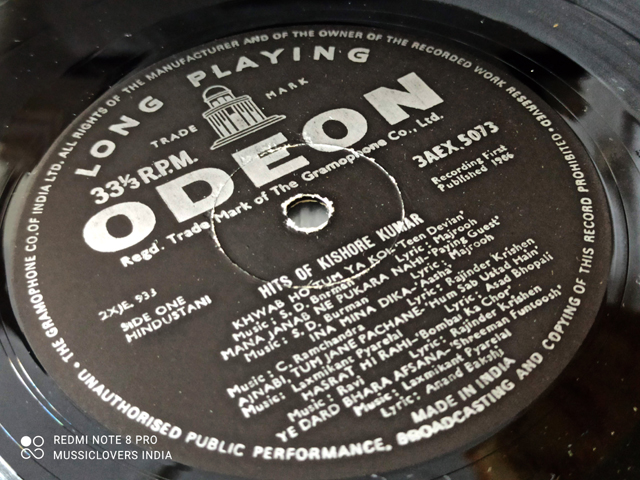 THE GRAMOPHONE CO.OF INDIA LTD. ALL RIGHTS OF THE MANUFACTURER AND OF THE OWNER OF THE RECORDED WORK RESERVED • UNAUTHORISED PUBLIC PERFORMANCE, BROADCASTING AND COPYING OF THIS RECORD PROHIBITED
LONG PLAYING
TRADE MARK
33⅓ R.P.M.
ODEON
Regd. Trade Mark of The Gramophone Co., Ltd.
3AEX.5073
Recording First
Published 1966
2XJE.933
SIDE ONE
HINDUSTANI
HITS OF KISHORE KUMAR
KHWAB HO TUM YA KOI-"Teen Devian"
Music: S. D. Burman Lyric: Majrooh
MANA JANAB NE PUKARA NAHI-"Paying Guest"
Music: S. D. Burman Lyric: Majrooh
INA MINA DIKA-"Aasha"
Music: C. Ramchandra Lyric: Rajinder Krishen
AJNABI, TUM JANE PACHANE-"Hum Sab Ustad Hain"
Music: Laxmikant Pyarelal Lyric: Asad Bhopali
HASRAT HI RAHI-"Bombay Ka Chor"
Music: Ravi Lyric: Rajinder Krishen
YE DARD BHARA AFSANA-"Shreeman Funtoosh"
Music: Laxmikant Pyarelal
Lyric: Anand Bakshi
MADE IN INDIA
REDMI NOTE 8 PRO
MUSSICLOVERS INDIA